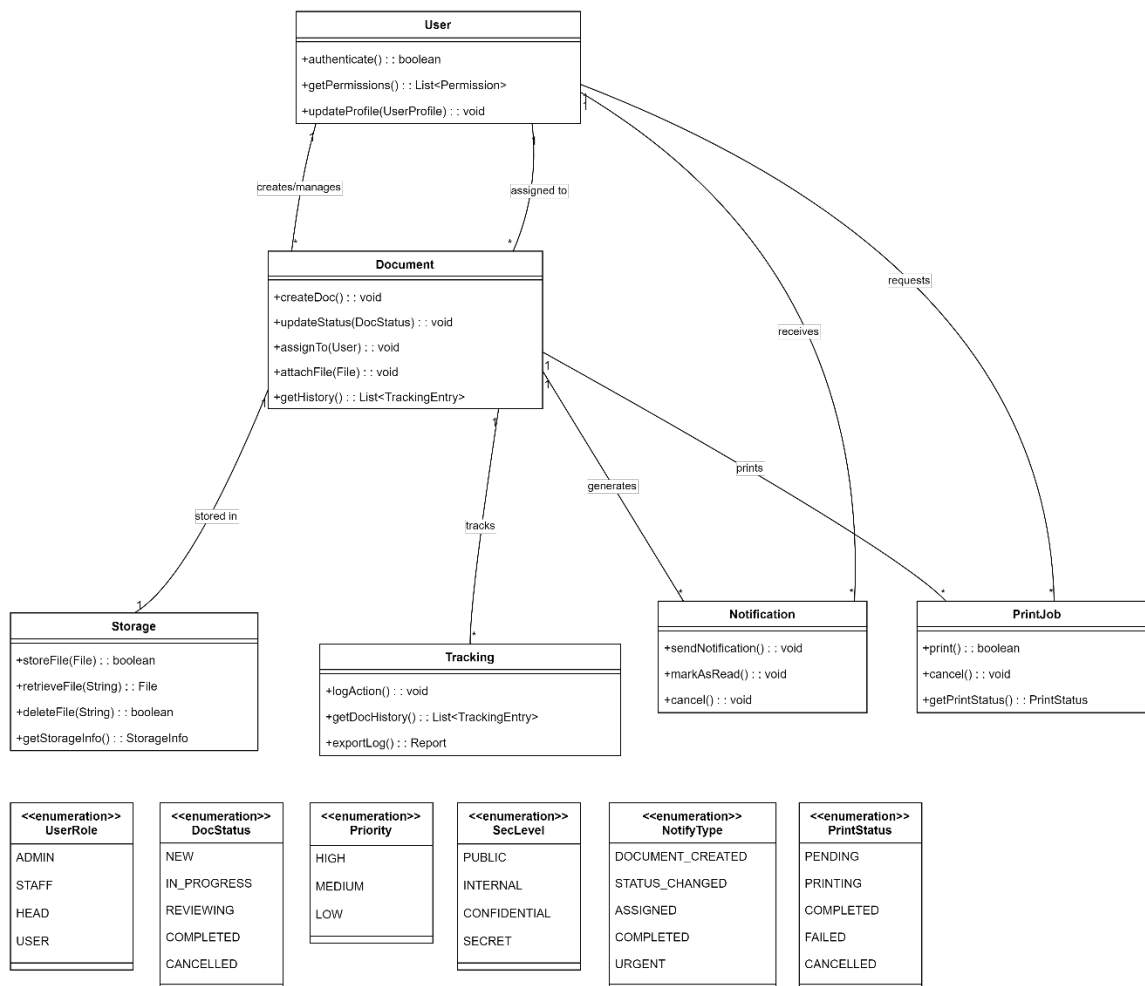 User
+authenticate() : : boolean
+getPermissions() : : List<Permission>
+updateProfile(UserProfile) : : void
1
1
1
creates/manages
assigned to
*
*
Document
+createDoc() : : void
+updateStatus(DocStatus) : : void
+assignTo(User) : : void
+attachFile(File) : : void
+getHistory() : : List<TrackingEntry>
requests
receives
1
1
1
1
prints
generates
stored in
tracks
1
*
*
*
*
*
Storage
+storeFile(File) : : boolean
+retrieveFile(String) : : File
+deleteFile(String) : : boolean
+getStorageInfo() : : StorageInfo
Tracking
+logAction() : : void
+getDocHistory() : : List<TrackingEntry>
+exportLog() : : Report
Notification
+sendNotification() : : void
+markAsRead() : : void
+cancel() : : void
PrintJob
+print() : : boolean
+cancel() : : void
+getPrintStatus() : : PrintStatus
<<enumeration>>
UserRole
ADMIN
STAFF
HEAD
USER
<<enumeration>>
DocStatus
NEW
IN_PROGRESS
REVIEWING
COMPLETED
CANCELLED
<<enumeration>>
Priority
HIGH
MEDIUM
LOW
<<enumeration>>
SecLevel
PUBLIC
INTERNAL
CONFIDENTIAL
SECRET
<<enumeration>>
NotifyType
DOCUMENT_CREATED
STATUS_CHANGED
ASSIGNED
COMPLETED
URGENT
<<enumeration>>
PrintStatus
PENDING
PRINTING
COMPLETED
FAILED
CANCELLED